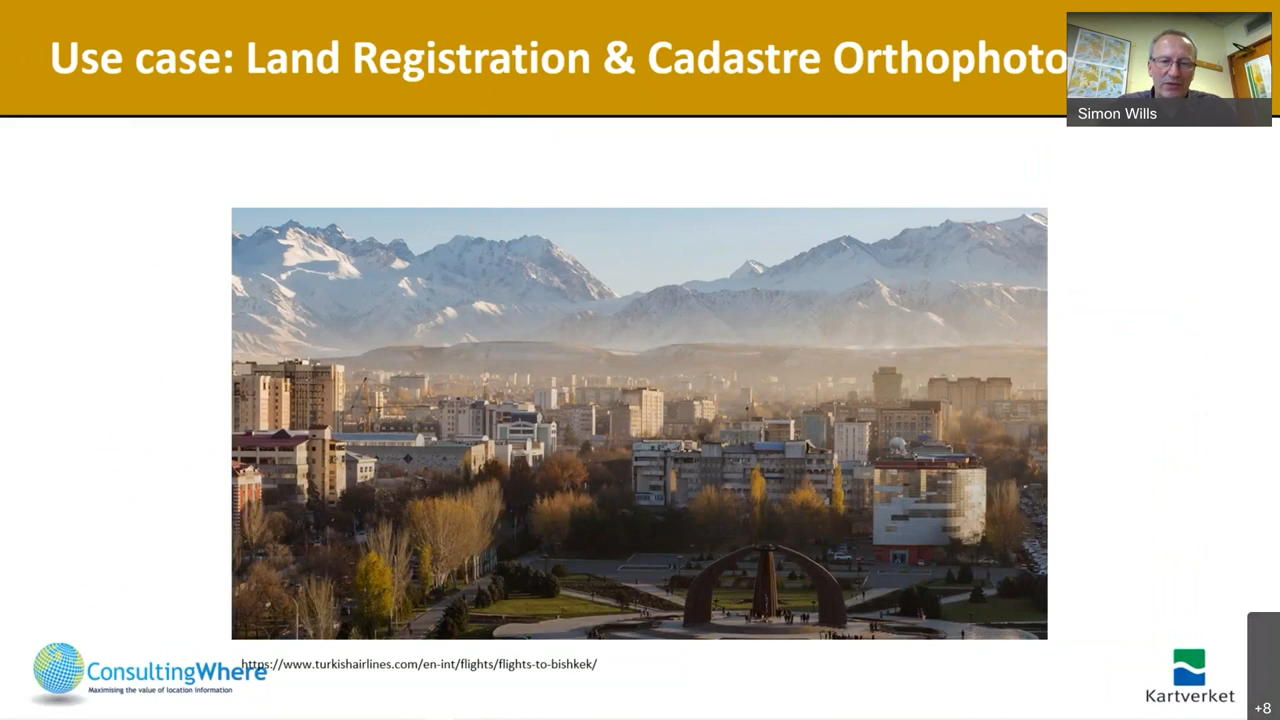 Use case: Land Registration & Cadastre Orthophoto
Simon Wills
https://www.turkishairlines.com/en-int/flights/flights-to-bishkek/
ConsultingWhere
Maximising the value of location information
Kartverket
+8